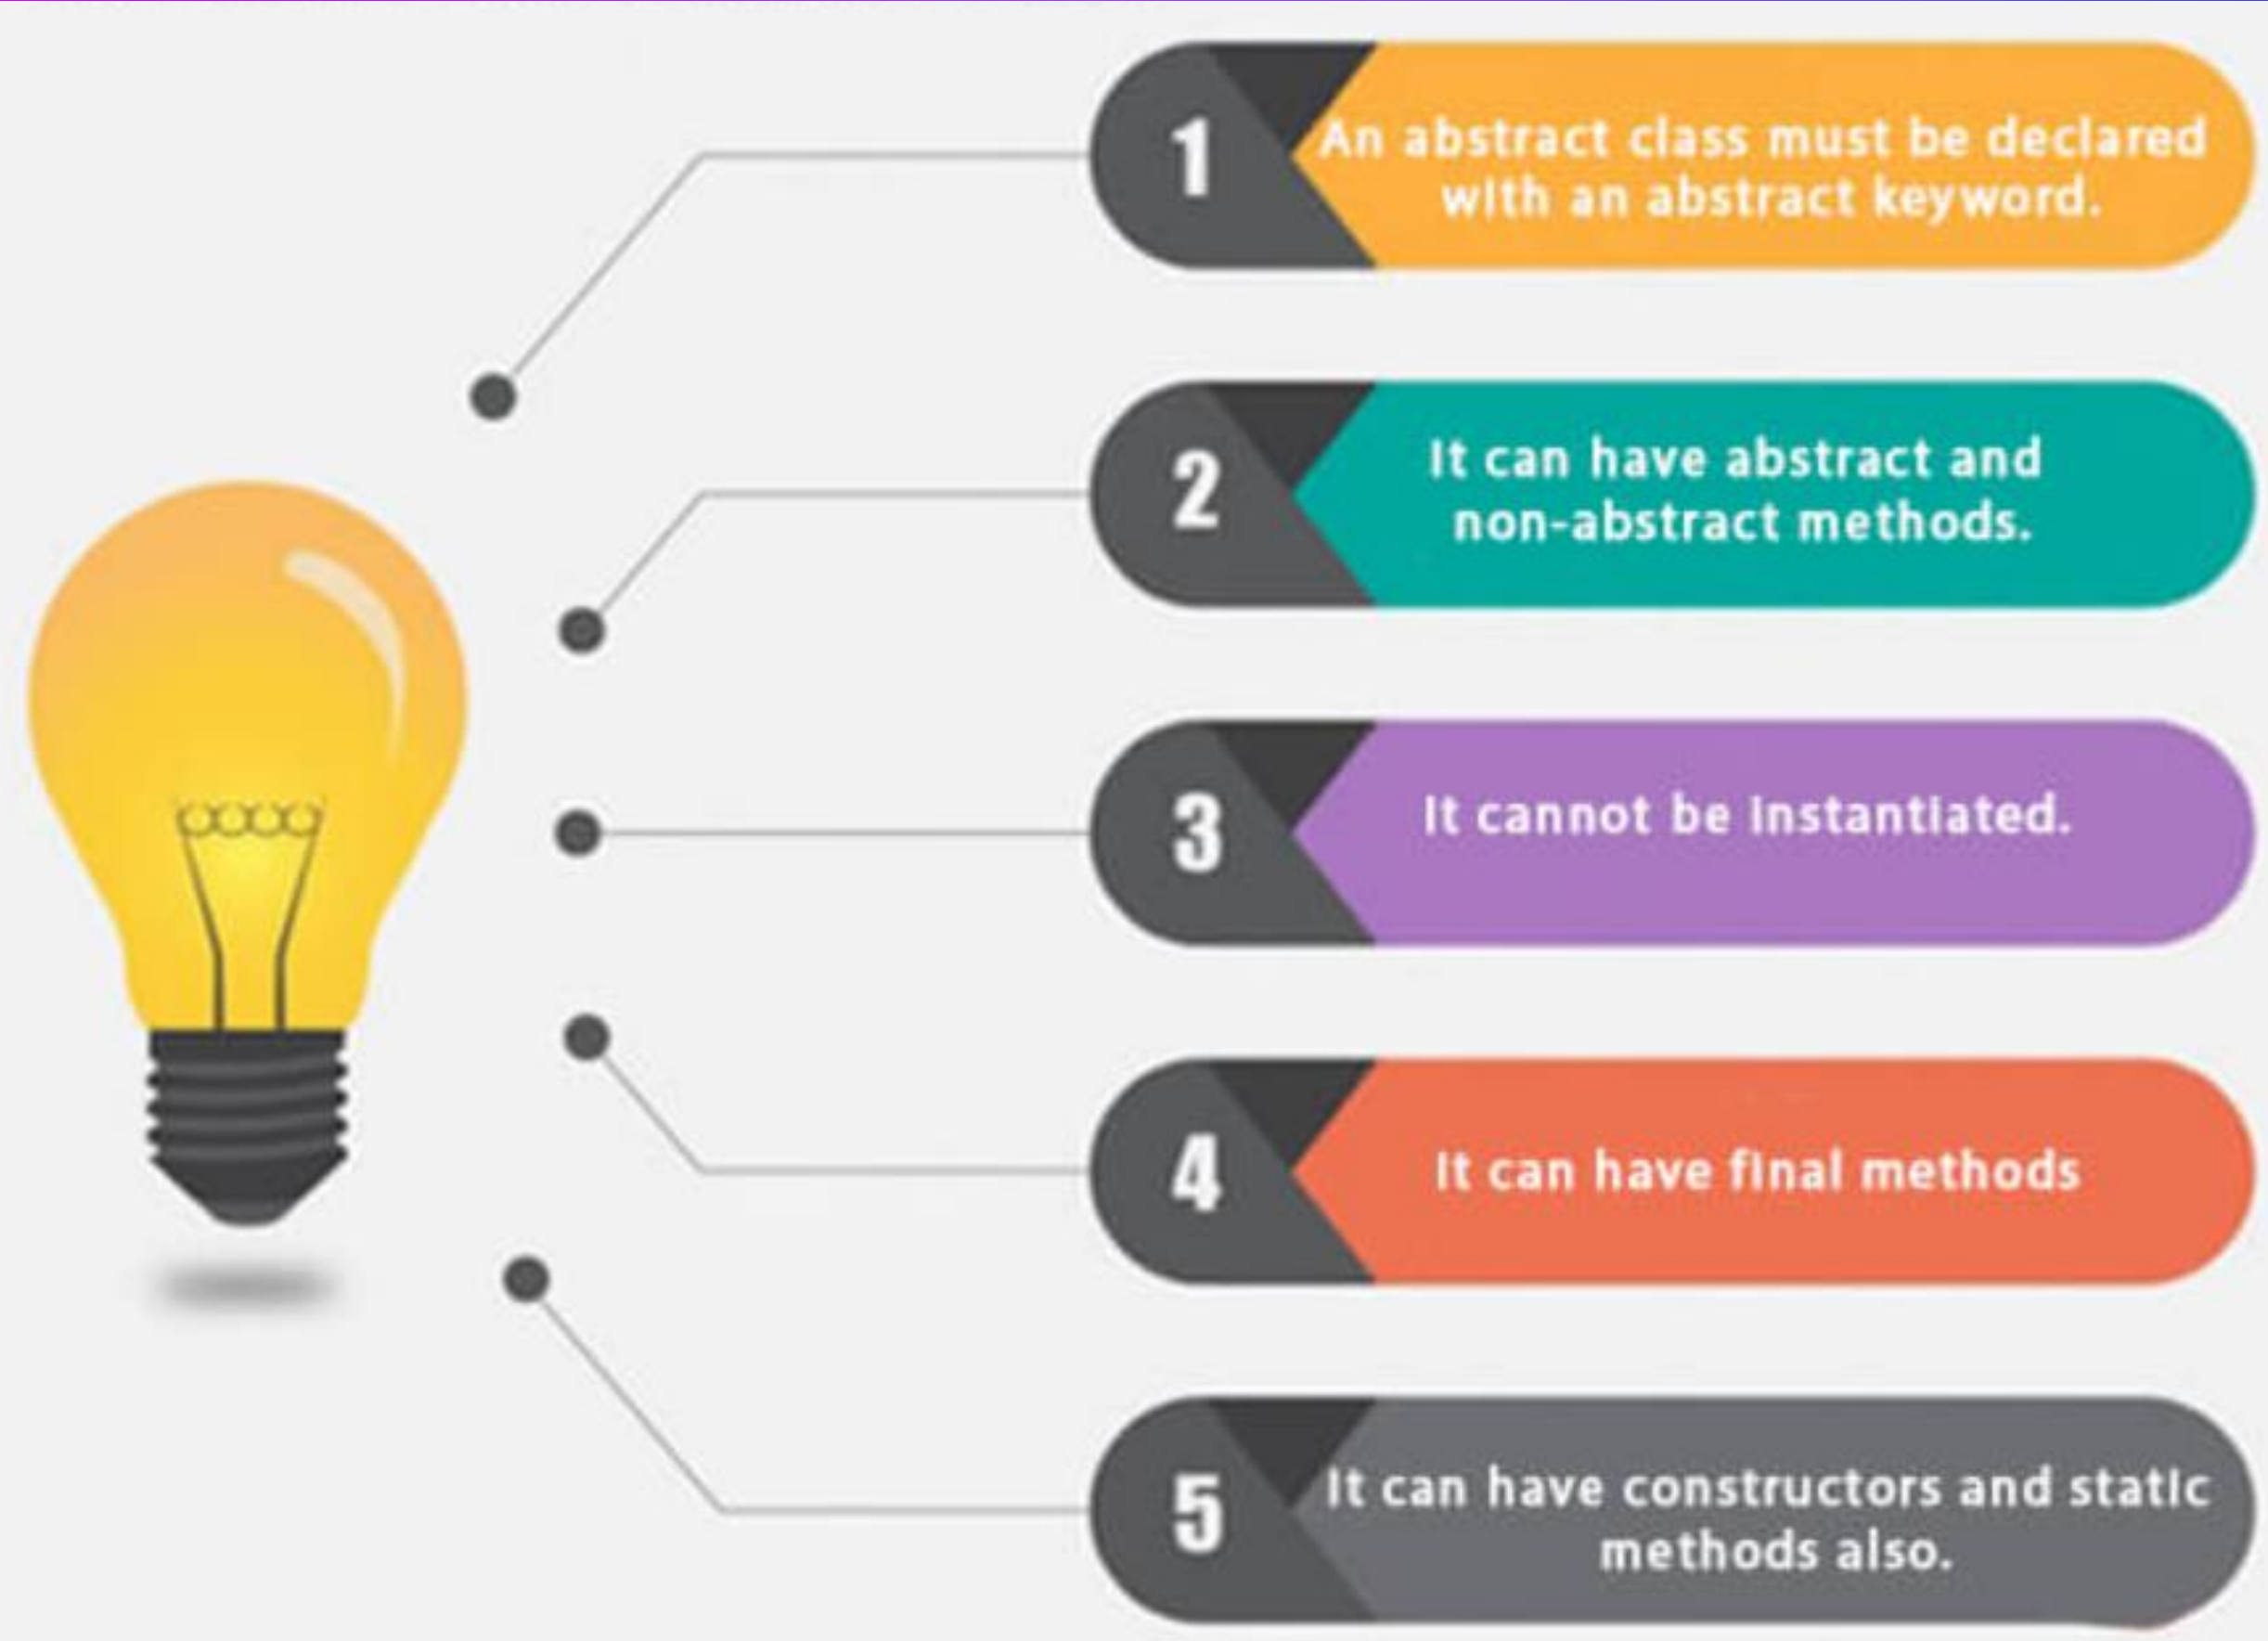 1
An abstract class must be declared
with an abstract keyword.
2
It can have abstract and
non-abstract methods.
3
It cannot be instantiated.
4
It can have final methods
5
It can have constructors and static
methods also.